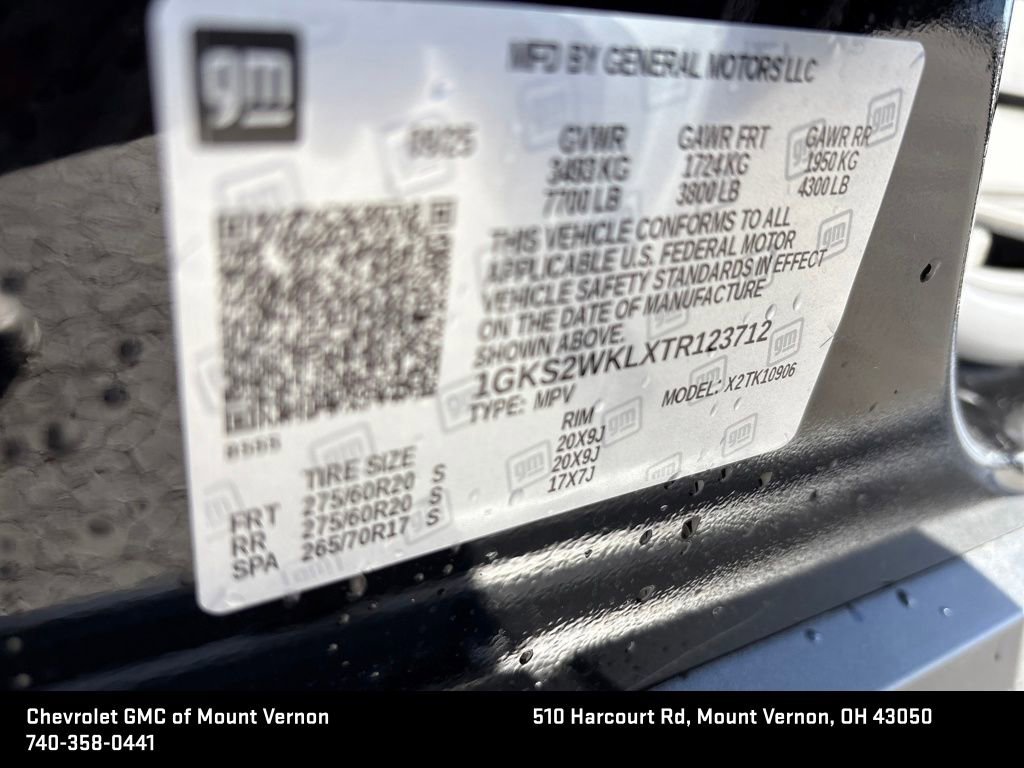 gm
MFD BY GENERAL MOTORS LLC
09/25 GVWR GAWR FRT GAWR RR
3493 KG 1724 KG 1950 KG
7700 LB 3800 LB 4300 LB
THIS VEHICLE CONFORMS TO ALL
APPLICABLE U.S. FEDERAL MOTOR
VEHICLE SAFETY STANDARDS IN EFFECT
ON THE DATE OF MANUFACTURE
SHOWN ABOVE.
1GKS2WKLXTR123712
TYPE: MPV MODEL: X2TK10906
TIRE SIZE RIM
FRT 275/60R20 S 20X9J
RR 275/60R20 S 20X9J
SPA 265/70R17 S 17X7J
Chevrolet GMC of Mount Vernon
740-358-0441
510 Harcourt Rd, Mount Vernon, OH 43050